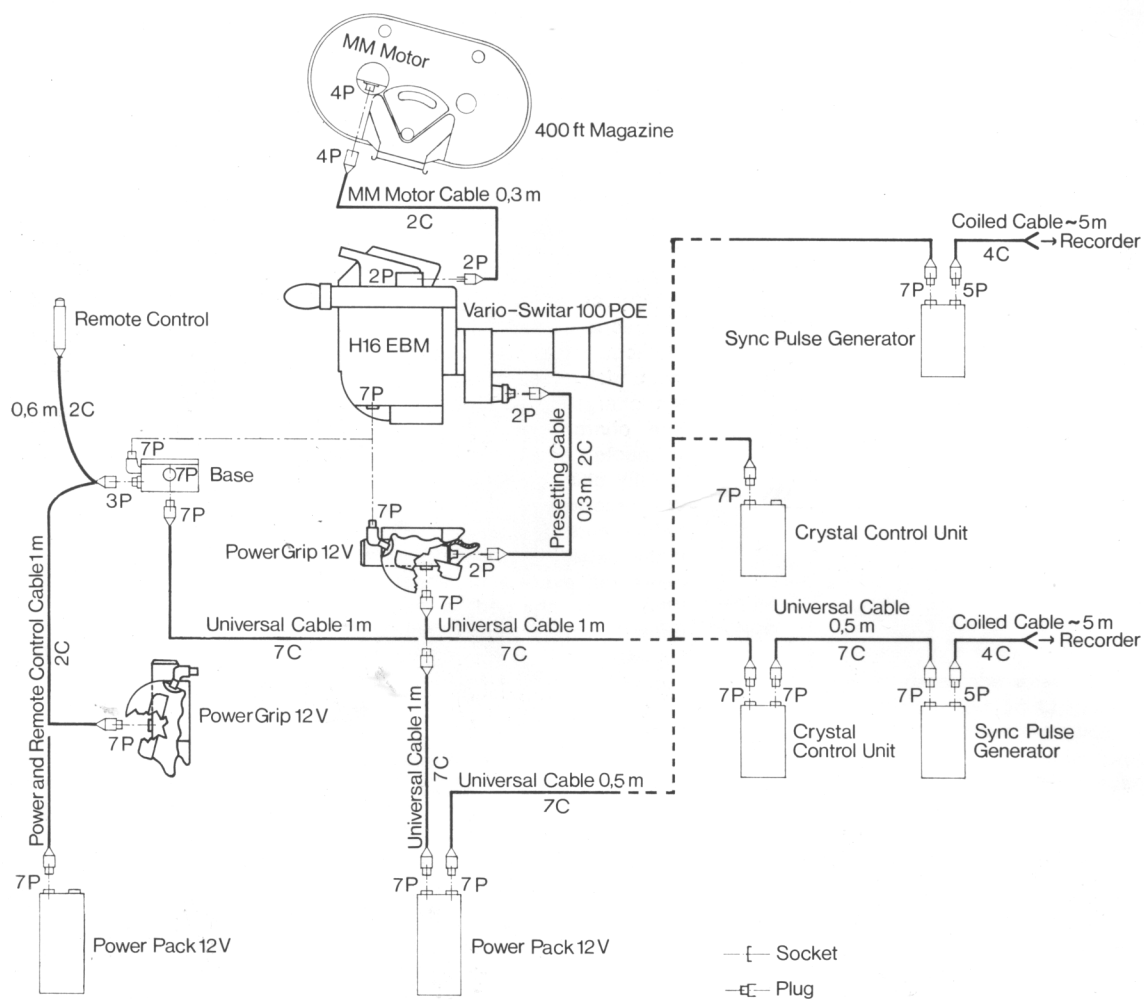 MM Motor
4P
400 ft Magazine
4P
MM Motor Cable 0,3 m
2C
Coiled Cable ~5 m
→ Recorder
4C
2P
2P
7P
5P
Remote Control
Vario-Switar 100 POE
Sync Pulse Generator
H16 EBM
7P
0,6 m 2C
2P
Presetting Cable
0,3 m 2C
7P
7P
Base
3P
7P
7P
Crystal Control Unit
7P
Power Grip 12 V
2P
7P
Universal Cable 1 m
7C
Universal Cable 1 m
7C
Universal Cable
0,5 m
7C
Coiled Cable ~ 5 m
→ Recorder
4C
Power and Remote Control Cable 1 m
2C
Power Grip 12 V
7P
Universal Cable 1 m
7C
7P
7P
7P
5P
Crystal
Control Unit
Sync Pulse
Generator
Universal Cable 0,5 m
7C
7P
7P
7P
Power Pack 12 V
Power Pack 12 V
Socket
Plug